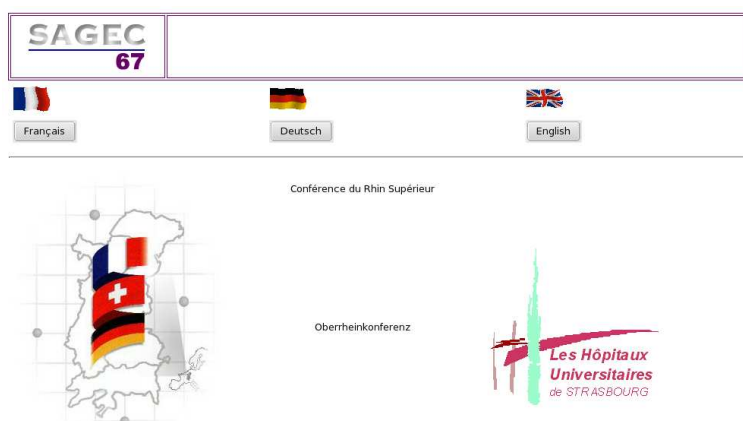 SAGEC
67
Français
Deutsch
English
Conférence du Rhin Supérieur
Oberrheinkonferenz
Les Hôpitaux
Universitaires
de STRASBOURG